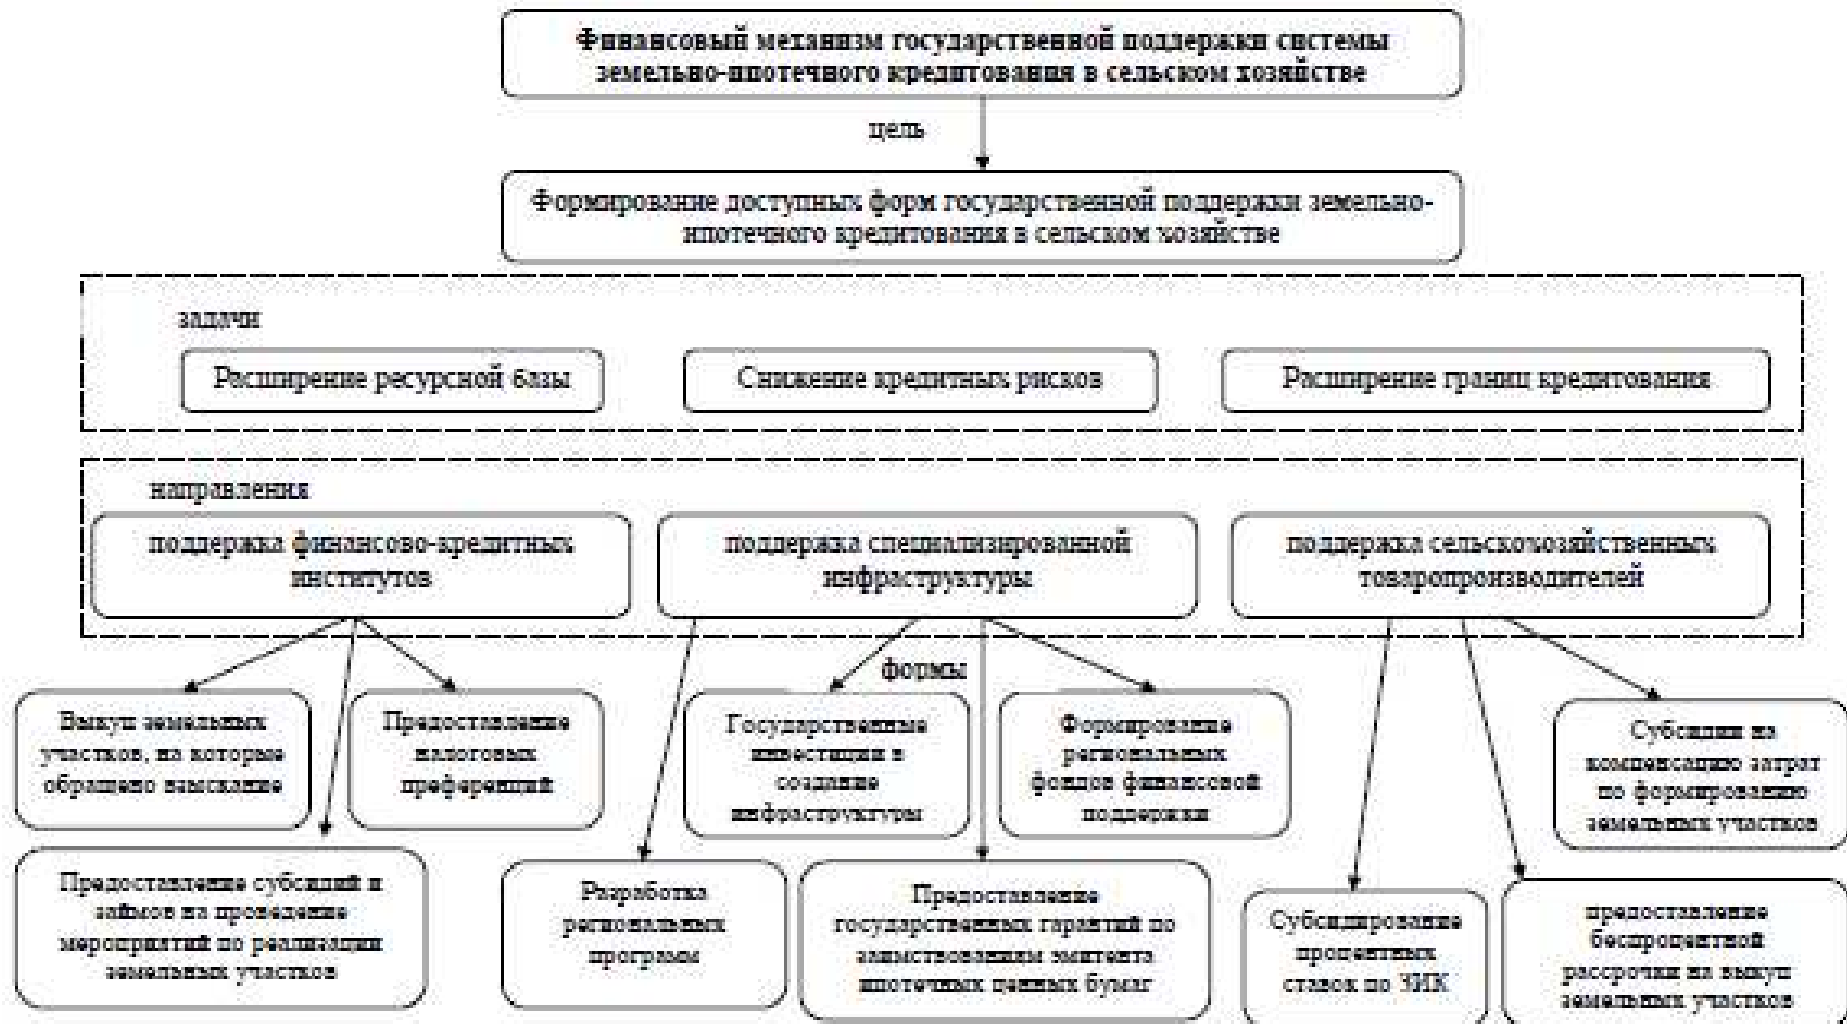 Финансовый механизм государственной поддержки системы
земельно-ипотечного кредитования в сельском хозяйстве
цель
Формирование доступных форм государственной поддержки земельно-
ипотечного кредитования в сельском хозяйстве
задачи
Расширение ресурсной базы
Снижение кредитных рисков
Расширение границ кредитования
направления
поддержка финансово-кредитных
институтов
поддержка специализированной
инфраструктуры
поддержка сельскохозяйственных
товаропроизводителей
формы
Выкуп земельных
участков, на которые
обращено взыскание
Предоставление
налоговых
преференций
Государственные
инвестиции в
создание
инфраструктуры
Формирование
региональных
фондов финансовой
поддержки
Субсидии на
компенсацию затрат
по формированию
земельных участков
Предоставление субсидий и
займов на проведение
мероприятий по реализации
земельных участков
Разработка
региональных
программ
Предоставление
государственных гарантий по
заимствованиям эмитента
ипотечных ценных бумаг
Субсидирование
процентных
ставок по ЗИК
предоставление
беспроцентной
рассрочки на выкуп
земельных участков